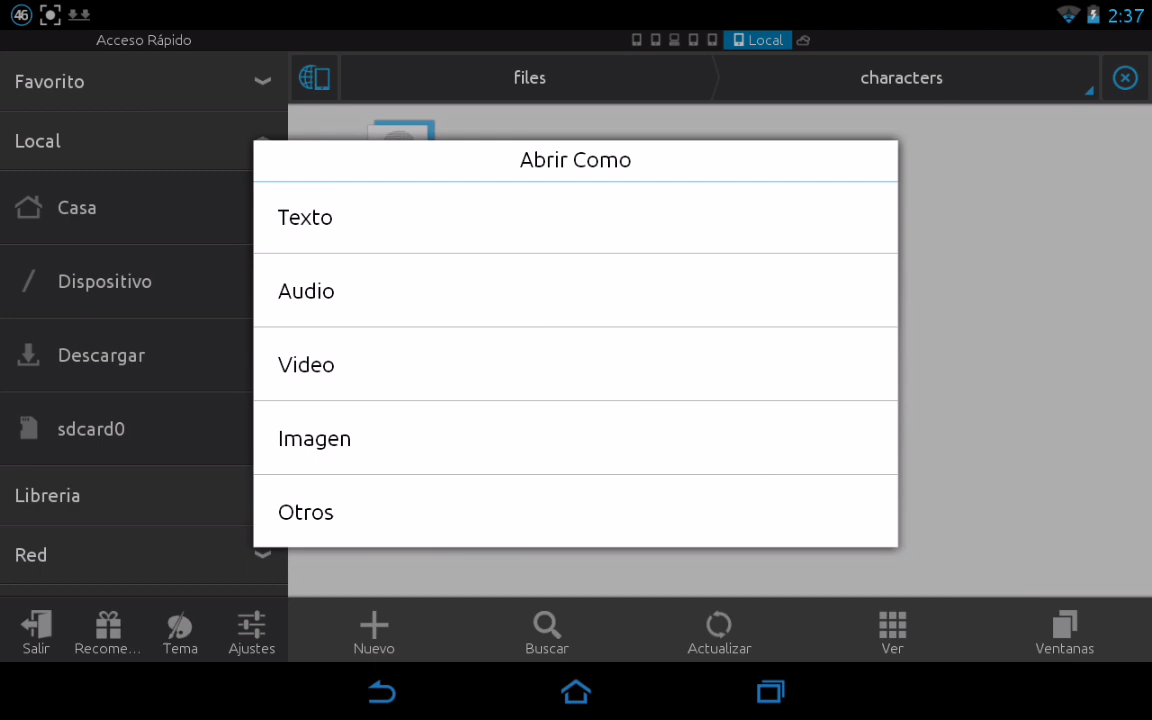 46
2:37
Acceso Rápido
Local
Favorito
files
characters
Local
Abrir Como
Casa
Texto
Dispositivo
Audio
Descargar
Video
sdcard0
Imagen
Libreria
Otros
Red
Salir
Recome...
Tema
Ajustes
Nuevo
Buscar
Actualizar
Ver
Ventanas